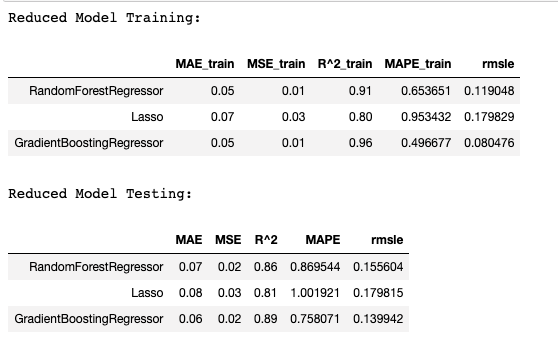 Reduced Model Training:
MAE_train MSE_train R^2_train MAPE_train rmsle
RandomForestRegressor 0.05 0.01 0.91 0.653651 0.119048
Lasso 0.07 0.03 0.80 0.953432 0.179829
GradientBoostingRegressor 0.05 0.01 0.96 0.496677 0.080476
Reduced Model Testing:
MAE MSE R^2 MAPE rmsle
RandomForestRegressor 0.07 0.02 0.86 0.869544 0.155604
Lasso 0.08 0.03 0.81 1.001921 0.179815
GradientBoostingRegressor 0.06 0.02 0.89 0.758071 0.139942